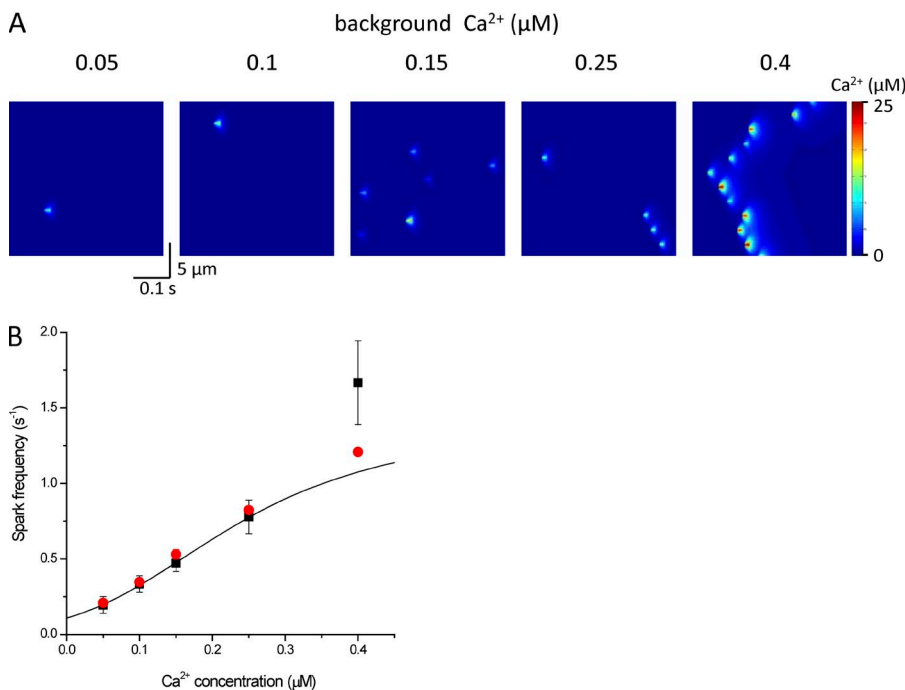 A
background Ca²⁺ (µM)
0.05 0.1 0.15 0.25 0.4
Ca²⁺ (µM)
25
0
5 µm
0.1 s
B
2.0
1.5
1.0
0.5
0.0
Spark frequency (s⁻¹)
0.0 0.1 0.2 0.3 0.4
Ca²⁺ concentration (µM)